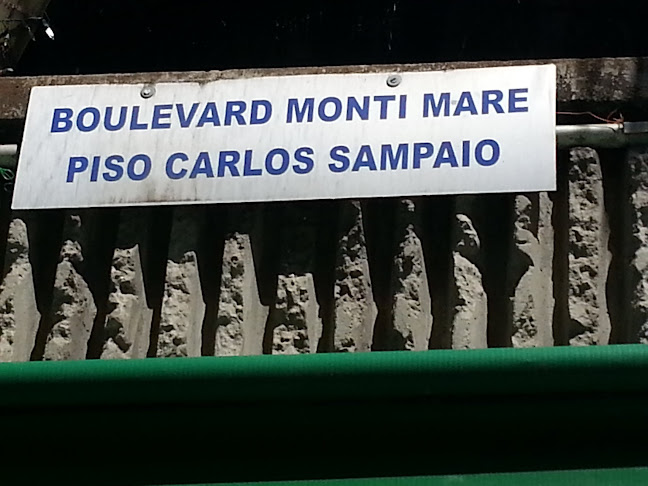 BOULEVARD MONTI MARE
PISO CARLOS SAMPAIO